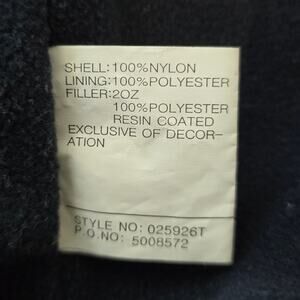 SHELL:100%NYLON
LINING:100%POLYESTER
FILLER:2OZ
100%POLYESTER
RESIN COATED
EXCLUSIVE OF DECOR-
ATION
STYLE NO: 025926T
P.O.NO: 5008572